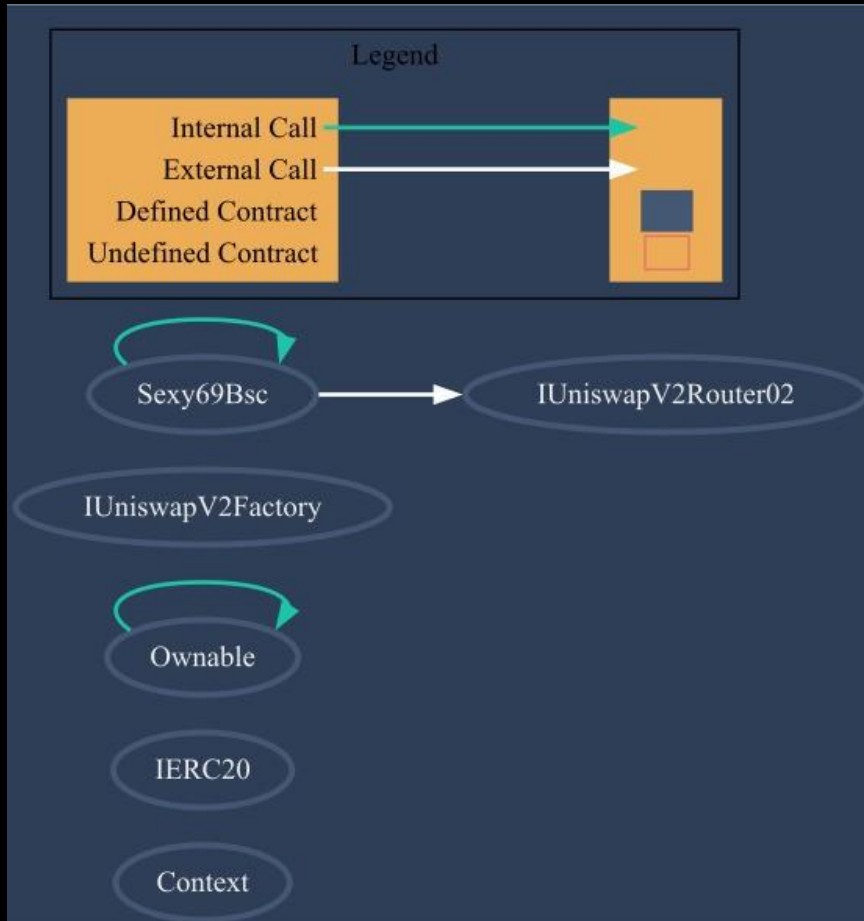 Legend
Internal Call
External Call
Defined Contract
Undefined Contract
Sexy69Bsc
IUniswapV2Router02
IUniswapV2Factory
Ownable
IERC20
Context